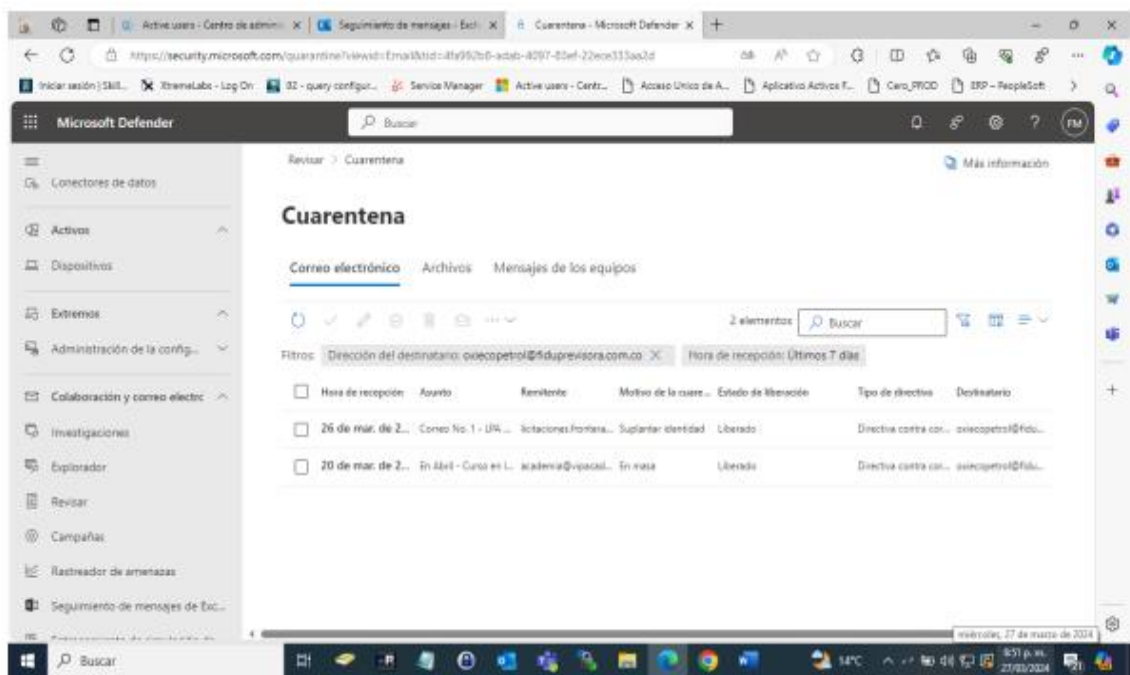 Active users - Centro de admini
Seguimiento de mensajes - Exch
Cuarentena - Microsoft Defender
Iniciar sesión | Skill...
XtremeLabs - Log On
02 - query configur...
Service Manager
Active users - Centr...
Acceso Unico de A...
Aplicativo Activos F...
Cero_PROD
ERP - PeopleSoft
Microsoft Defender
Buscar
FM
Revisar > Cuarentena
Más información
Conectores de datos
Cuarentena
Activos
Dispositivos
Correo electrónico Archivos Mensajes de los equipos
Extremos
2 elementos Buscar
Administración de la config...
Filtros: Dirección del destinatario: oxiecopetrol@fiduprevisora.com.co Hora de recepción: Últimos 7 días
Colaboración y correo electrc
Hora de recepción Asunto Remitente Motivo de la cuare... Estado de liberación Tipo de directiva Destinatario
Investigaciones
26 de mar. de 2... Correo No. 1 - Suplantar identidad Liberado Directiva contra cor... oxiecopetrol@fidu...
Explorador
20 de mar. de 2... En Abril - Curso en L... En masa Liberado Directiva contra cor... oxiecopetrol@fidu...
Revisar
Campañas
Rastreador de amenazas
Seguimiento de mensajes de Exc...
miércoles, 27 de marzo de 2024
Buscar
14°C
6:51 p. m.
27/03/2024